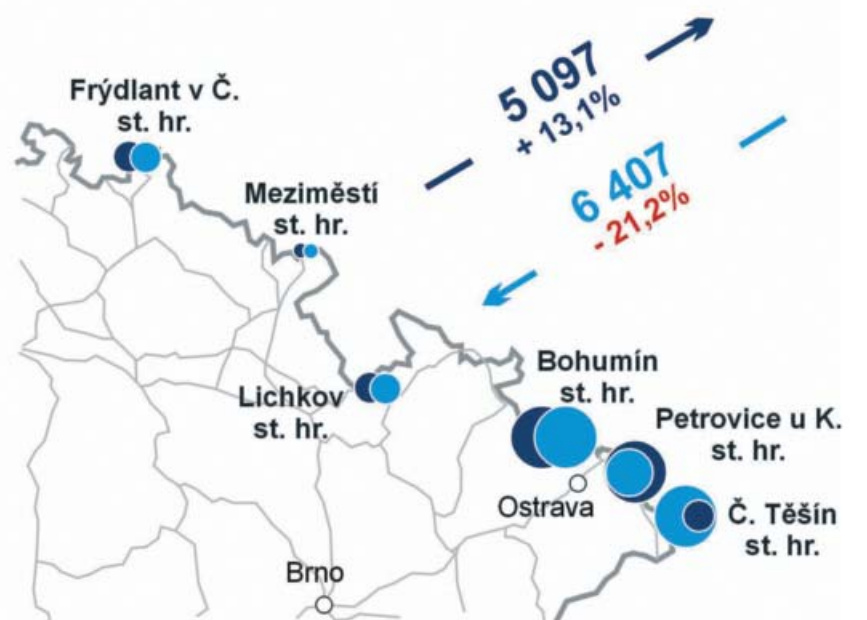 5 097
+ 13,1%
6 407
- 21,2%
Frýdlant v Č.
st. hr.
Meziměstí
st. hr.
Lichkov
st. hr.
Bohumín
st. hr.
Petrovice u K.
st. hr.
Ostrava
Č. Těšín
st. hr.
Brno